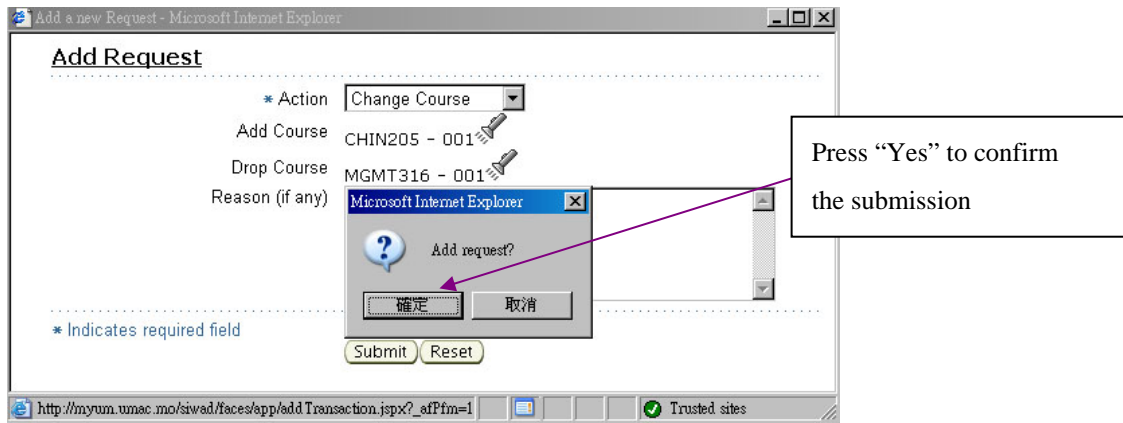 Add a new Request - Microsoft Internet Explorer
Add Request
* Action Change Course
Add Course CHIN205 - 001
Drop Course MGMT316 - 001
Reason (if any)
Microsoft Internet Explorer
Add request?
確定 取消
* Indicates required field
Submit Reset
http://myum.umac.mo/siwad/faces/app/addTransaction.jspx?_afPfm=1 Trusted sites
Press “Yes” to confirm
the submission